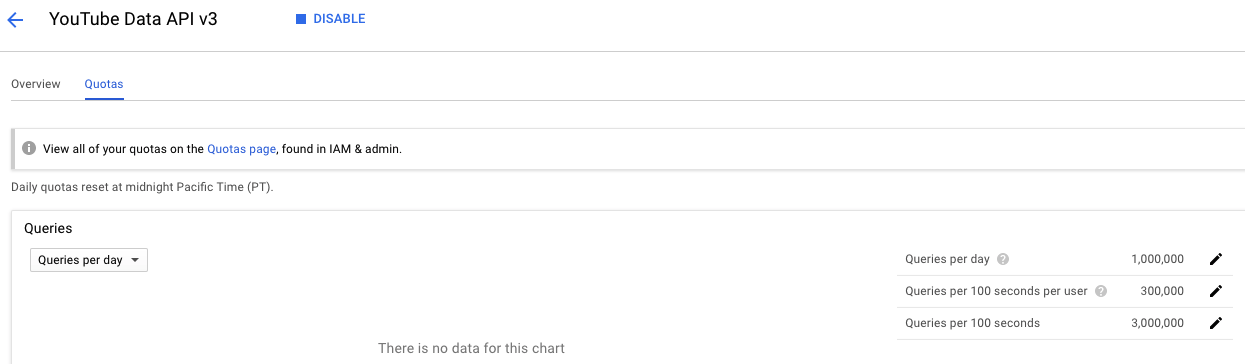 YouTube Data API v3
DISABLE
Overview
Quotas
View all of your quotas on the Quotas page, found in IAM & admin.
Daily quotas reset at midnight Pacific Time (PT).
Queries
Queries per day
Queries per day 1,000,000
Queries per 100 seconds per user 300,000
Queries per 100 seconds 3,000,000
There is no data for this chart